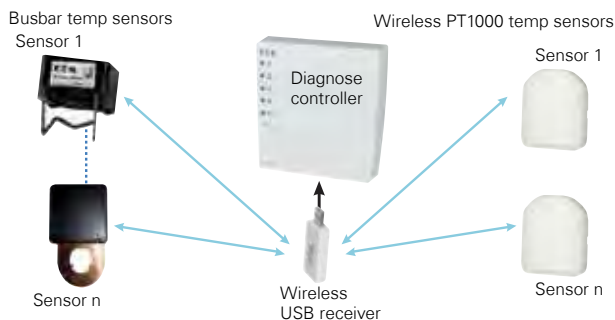 Busbar temp sensors
Sensor 1
Wireless PT1000 temp sensors
Sensor 1
Diagnose
controller
Sensor n
Wireless
USB receiver
Sensor n